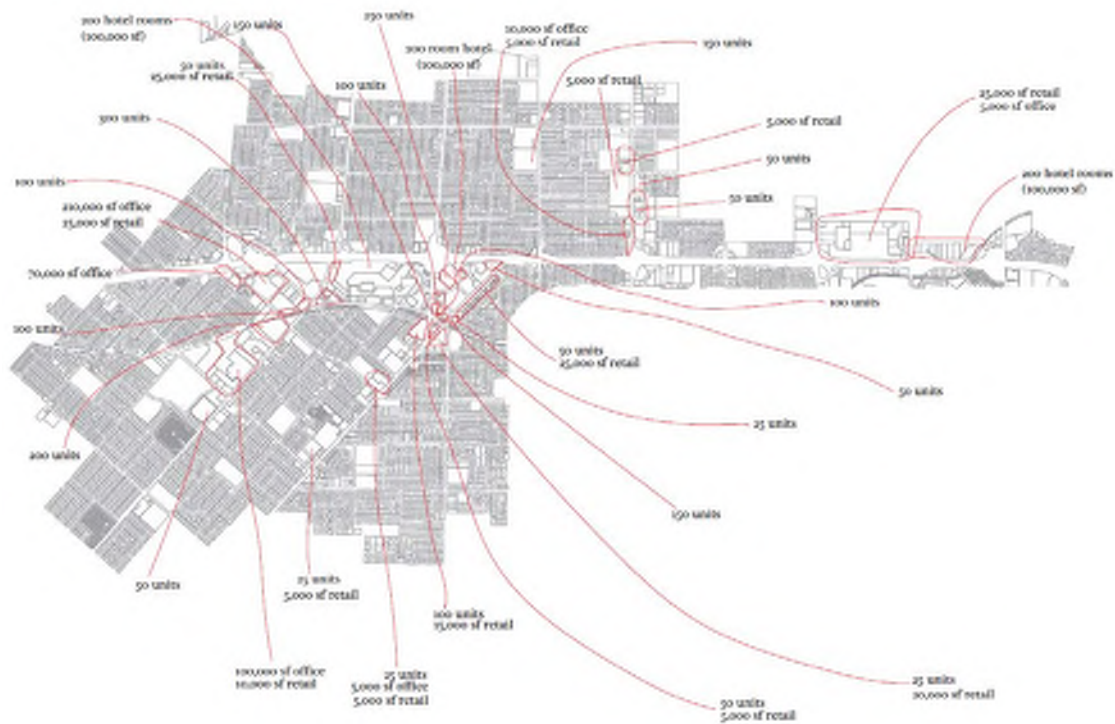 200 hotel rooms
(100,000 sf)
150 units
150 units
10,000 sf office
5,000 sf retail
150 units
200 room hotel
(100,000 sf)
50 units
25,000 sf retail
100 units
5,000 sf retail
25,000 sf retail
5,000 sf office
300 units
5,000 sf retail
50 units
200 hotel rooms
(100,000 sf)
100 units
50 units
210,000 sf office
15,000 sf retail
70,000 sf office
100 units
100 units
50 units
25,000 sf retail
50 units
25 units
200 units
150 units
50 units
15 units
5,000 sf retail
100 units
15,000 sf retail
100,000 sf office
10,000 sf retail
25 units
5,000 sf office
5,000 sf retail
25 units
20,000 sf retail
50 units
5,000 sf retail